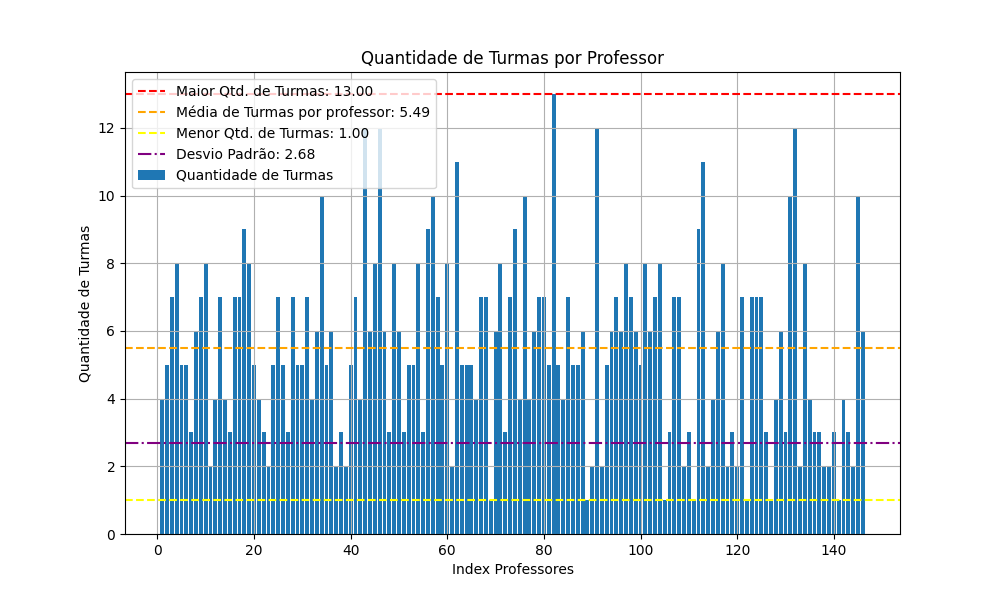 Quantidade de Turmas por Professor
Maior Qtd. de Turmas: 13.00
Média de Turmas por professor: 5.49
Menor Qtd. de Turmas: 1.00
Desvio Padrão: 2.68
Quantidade de Turmas
Quantidade de Turmas
12
10
8
6
4
2
0
0 20 40 60 80 100 120 140
Index Professores